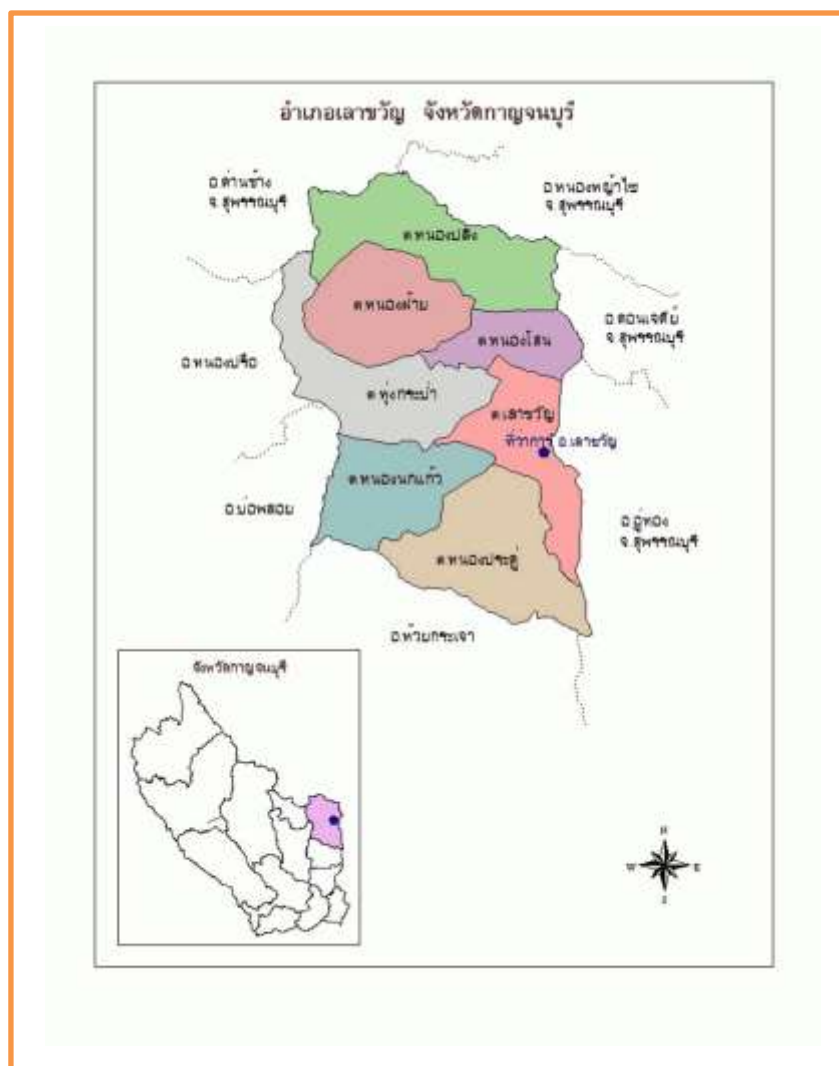 อำเภอเลาขวัญ จังหวัดกาญจนบุรี
อ.ด่านช้าง
จ.สุพรรณบุรี
อ.หนองหญ้าไซ
จ.สุพรรณบุรี
ต.หนองปลิง
ต.หนองฝ้าย
อ.ดอนเจดีย์
จ.สุพรรณบุรี
ต.หนองโสน
อ.หนองปรือ
ต.ทุ่งกระบ่ำ
ต.เลาขวัญ
ที่ว่าการ อ.เลาขวัญ
ต.หนองนกแก้ว
อ.บ่อพลอย
อ.อู่ทอง
จ.สุพรรณบุรี
ต.หนองประดู่
อ.ห้วยกระเจา
จังหวัดกาญจนบุรี
N
W E
S